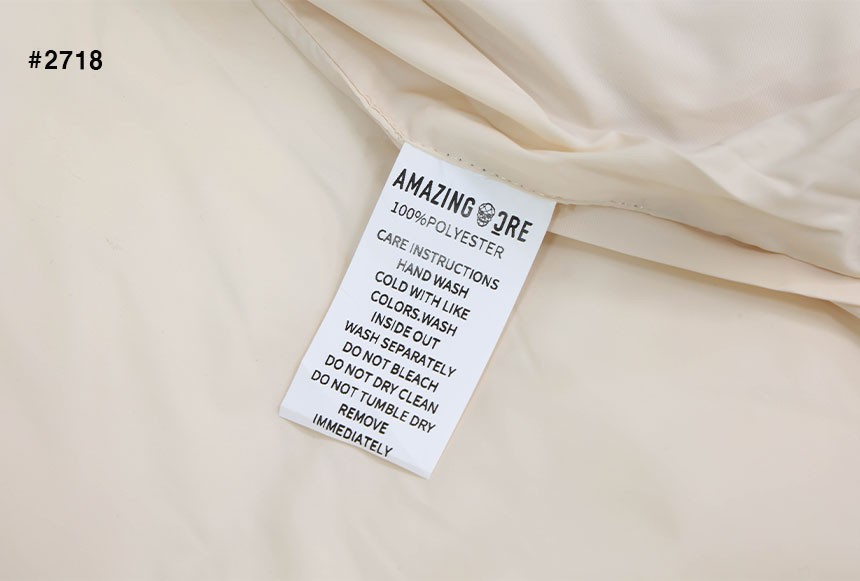 #2718
AMAZING CORE
100%POLYESTER
CARE INSTRUCTIONS
HAND WASH
COLD WITH LIKE
COLORS.WASH
INSIDE OUT
WASH SEPARATELY
DO NOT BLEACH
DO NOT DRY CLEAN
DO NOT TUMBLE DRY
REMOVE
IMMEDIATELY